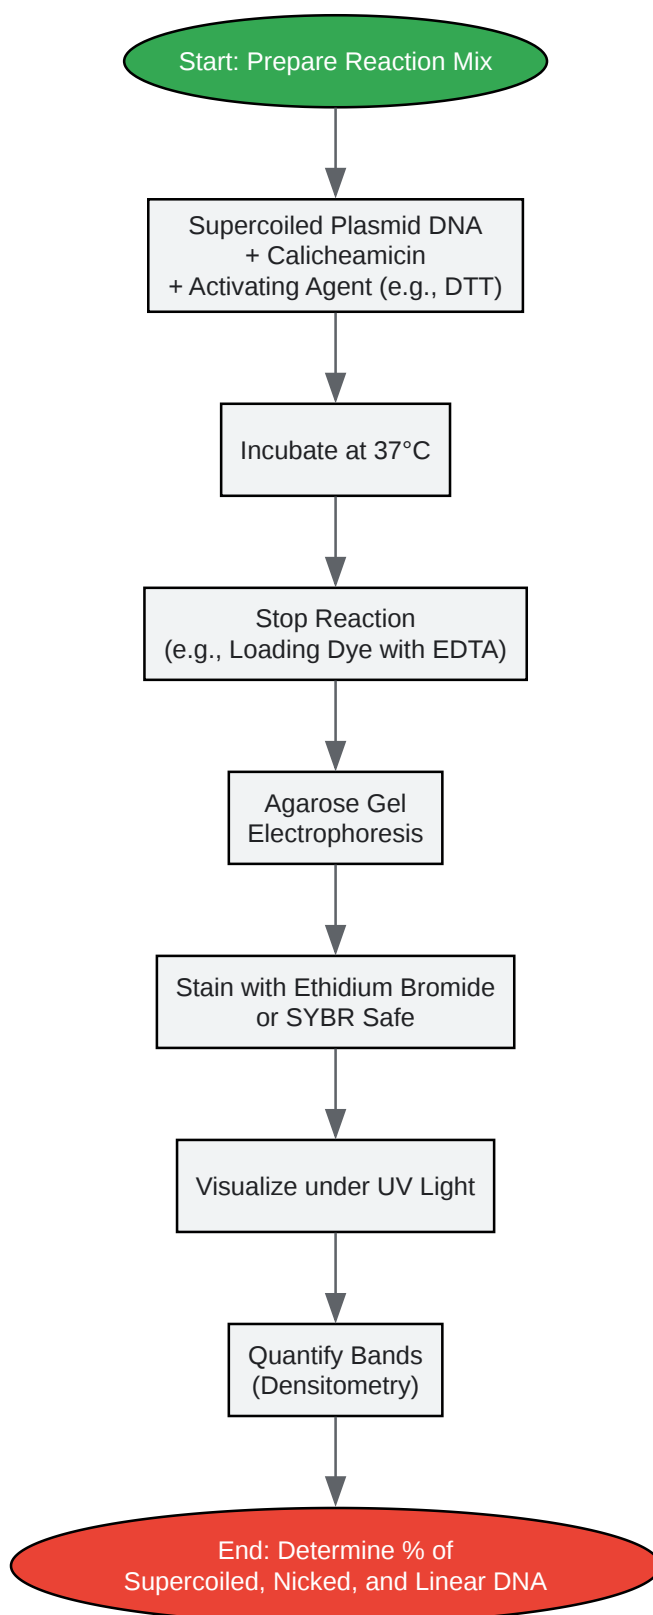 Start: Prepare Reaction Mix
Supercoiled Plasmid DNA
+ Calicheamicin
+ Activating Agent (e.g., DTT)
Incubate at 37°C
Stop Reaction
(e.g., Loading Dye with EDTA)
Agarose Gel
Electrophoresis
Stain with Ethidium Bromide
or SYBR Safe
Visualize under UV Light
Quantify Bands
(Densitometry)
End: Determine % of
Supercoiled, Nicked, and Linear DNA